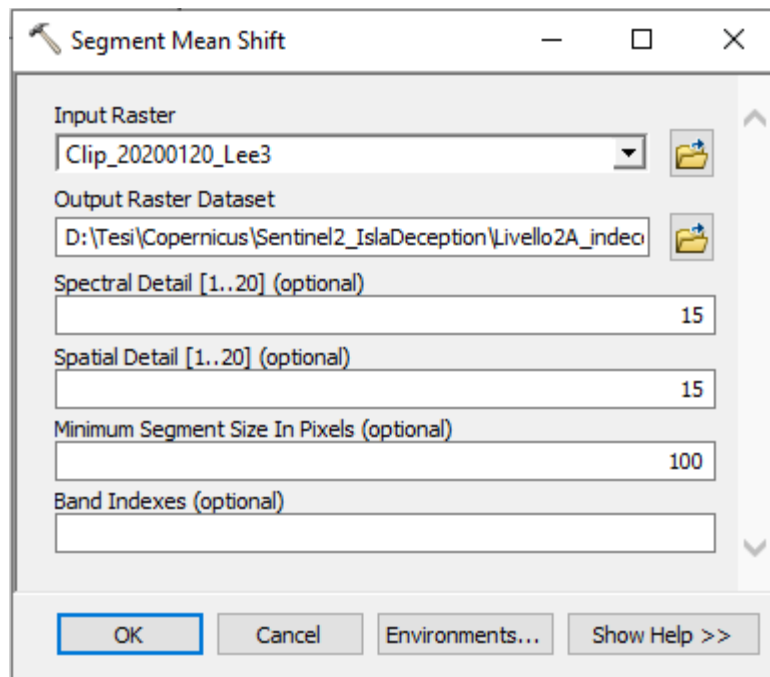 Segment Mean Shift
Input Raster
Clip_20200120_Lee3
Output Raster Dataset
D:\Tesi\Copernicus\Sentinel2_IslaDeception\Livello2A_indec
Spectral Detail [1..20] (optional)
15
Spatial Detail [1..20] (optional)
15
Minimum Segment Size In Pixels (optional)
100
Band Indexes (optional)
OK Cancel Environments... Show Help >>